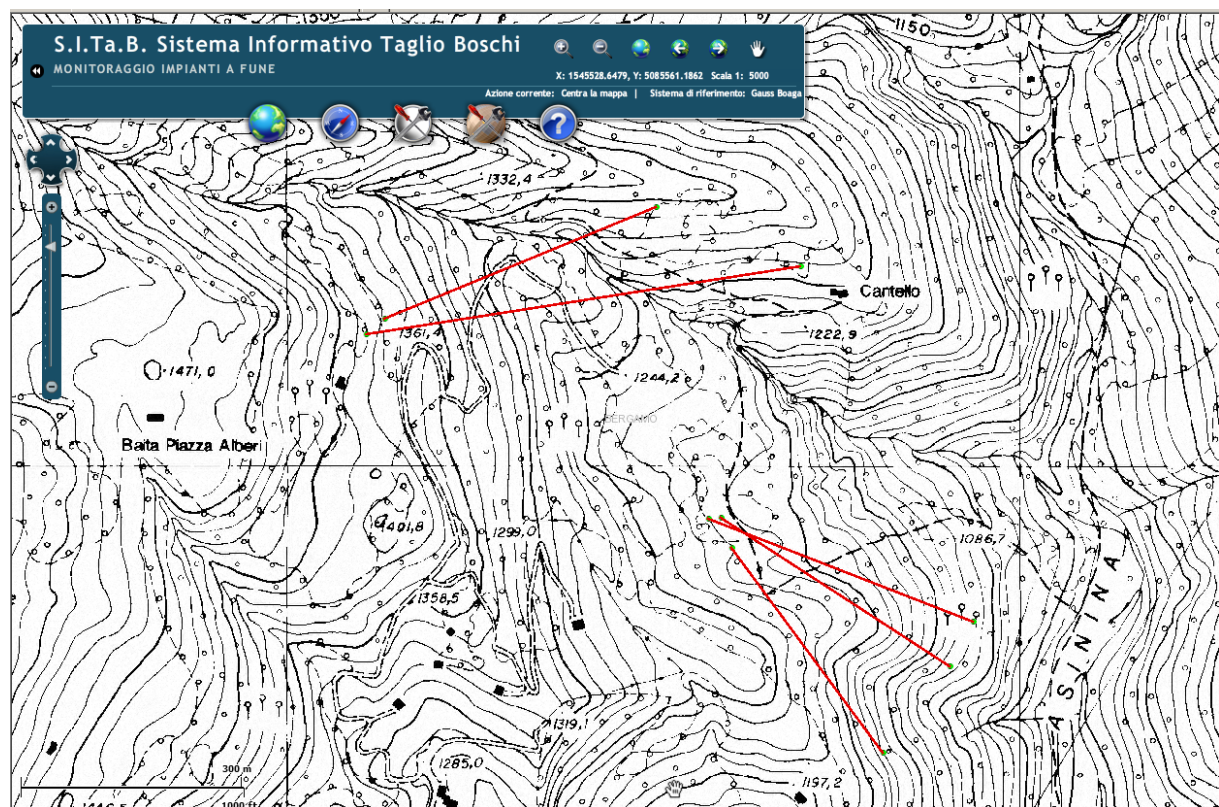 1350
1150
S.I.Ta.B. Sistema Informativo Taglio Boschi
MONITORAGGIO IMPIANTI A FUNE
X: 1545528.6479, Y: 5085561.1862 Scala 1: 5000
Azione corrente: Centra la mappa | Sistema di riferimento: Gauss Boaga
1332,4
Cantello
1361,4
1222,9
1471,0
1244,2
BERGAMO
Baita Piazza Alberi
1401,8
1299,0
1086,7
1358,5
ASININA
1319,1
1285,0
300 m
1197,2
1000 ft